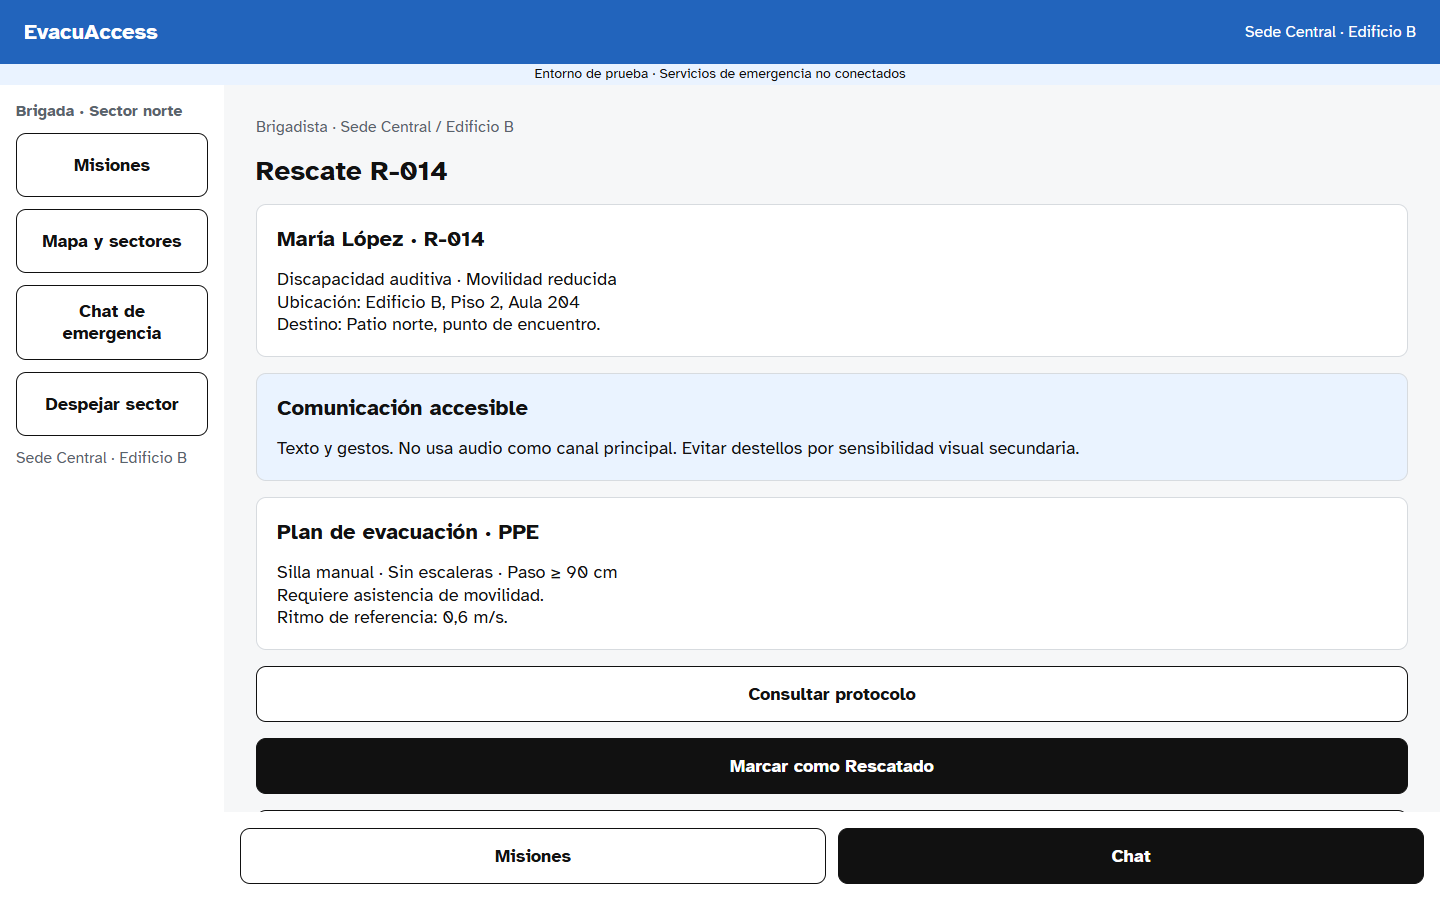 EvacuAccess
Sede Central · Edificio B
Entorno de prueba · Servicios de emergencia no conectados
Brigada · Sector norte
Misiones
Mapa y sectores
Chat de
emergencia
Despejar sector
Sede Central · Edificio B
Brigadista · Sede Central / Edificio B
Rescate R-014
María López · R-014
Discapacidad auditiva · Movilidad reducida
Ubicación: Edificio B, Piso 2, Aula 204
Destino: Patio norte, punto de encuentro.
Comunicación accesible
Texto y gestos. No usa audio como canal principal. Evitar destellos por sensibilidad visual secundaria.
Plan de evacuación · PPE
Silla manual · Sin escaleras · Paso ≥ 90 cm
Requiere asistencia de movilidad.
Ritmo de referencia: 0,6 m/s.
Consultar protocolo
Marcar como Rescatado
Misiones
Chat